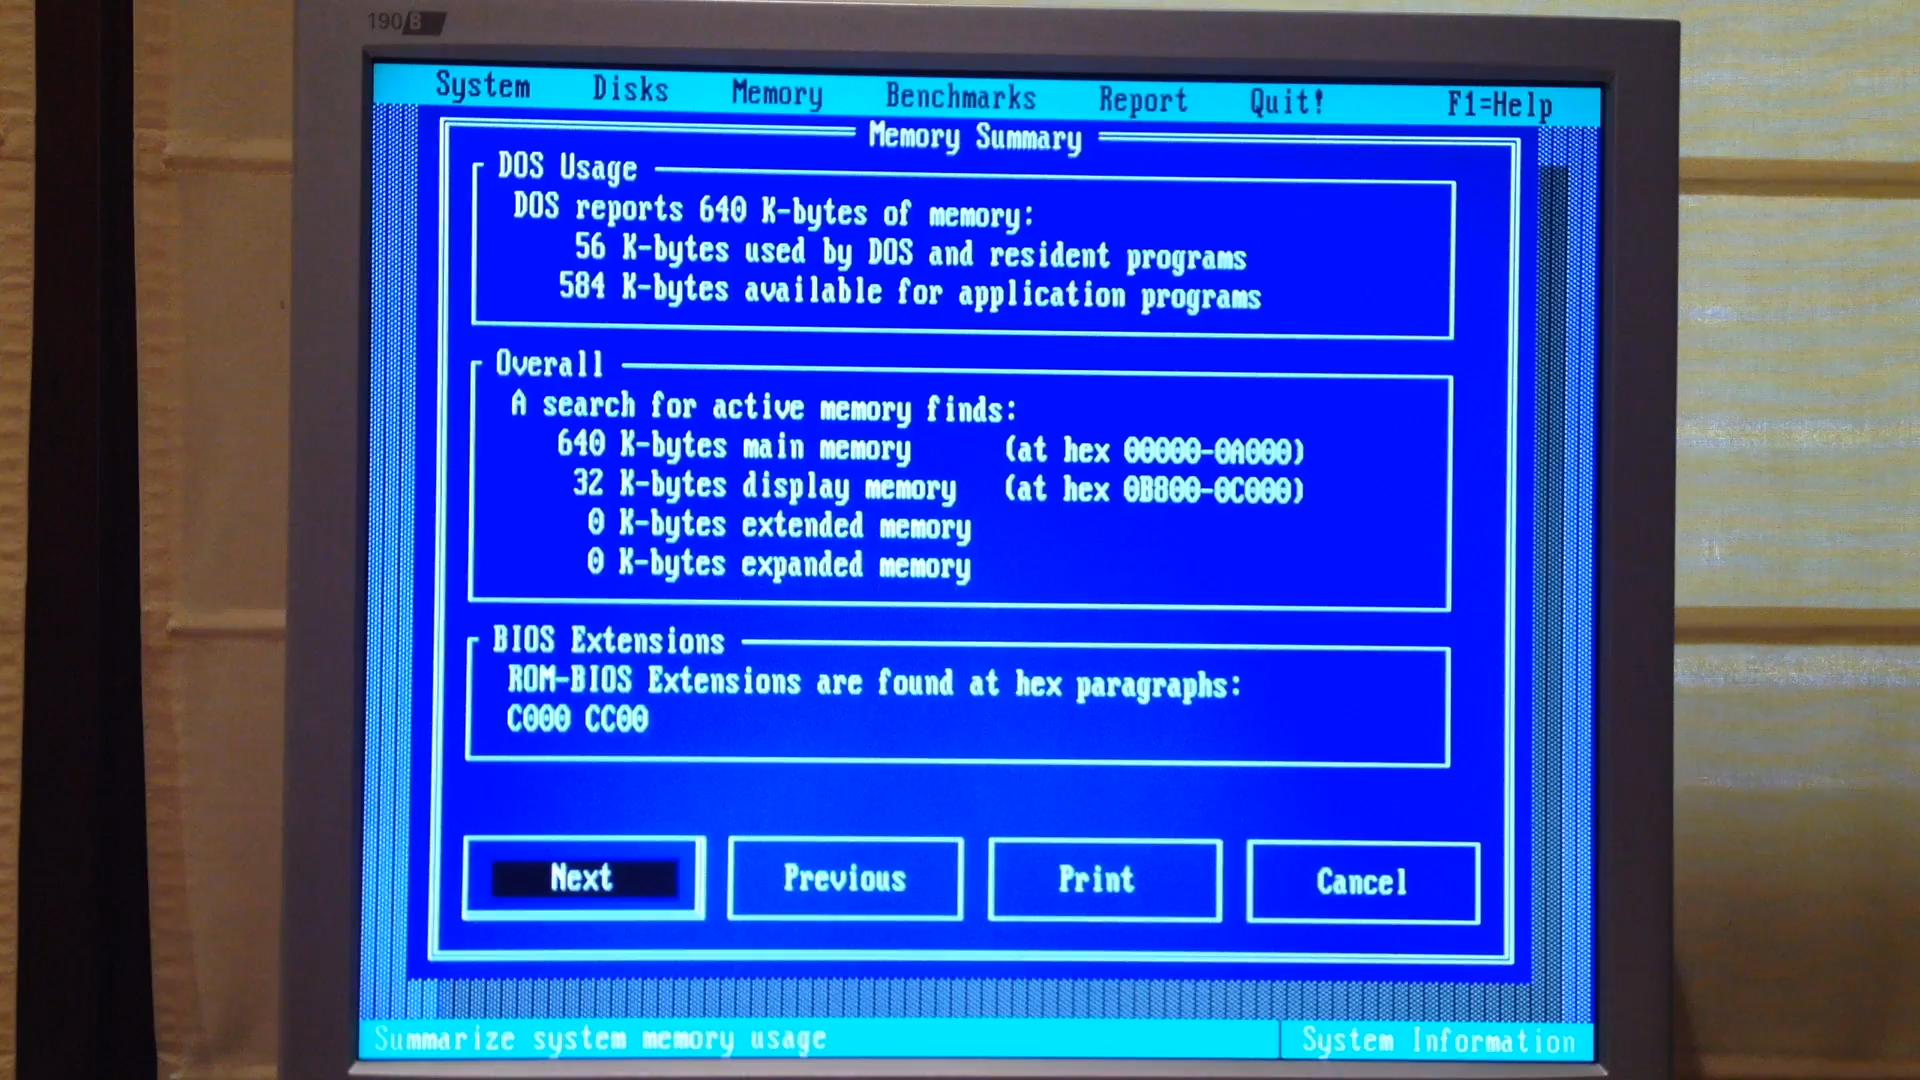 190B
System Disks Memory Benchmarks Report Quit! F1=Help
Memory Summary
DOS Usage
DOS reports 640 K-bytes of memory:
56 K-bytes used by DOS and resident programs
584 K-bytes available for application programs
Overall
A search for active memory finds:
640 K-bytes main memory (at hex 00000-0A000)
32 K-bytes display memory (at hex 0B800-0C000)
0 K-bytes extended memory
0 K-bytes expanded memory
BIOS Extensions
ROM-BIOS Extensions are found at hex paragraphs:
C000 CC00
Next Previous Print Cancel
Summarize system memory usage System Information